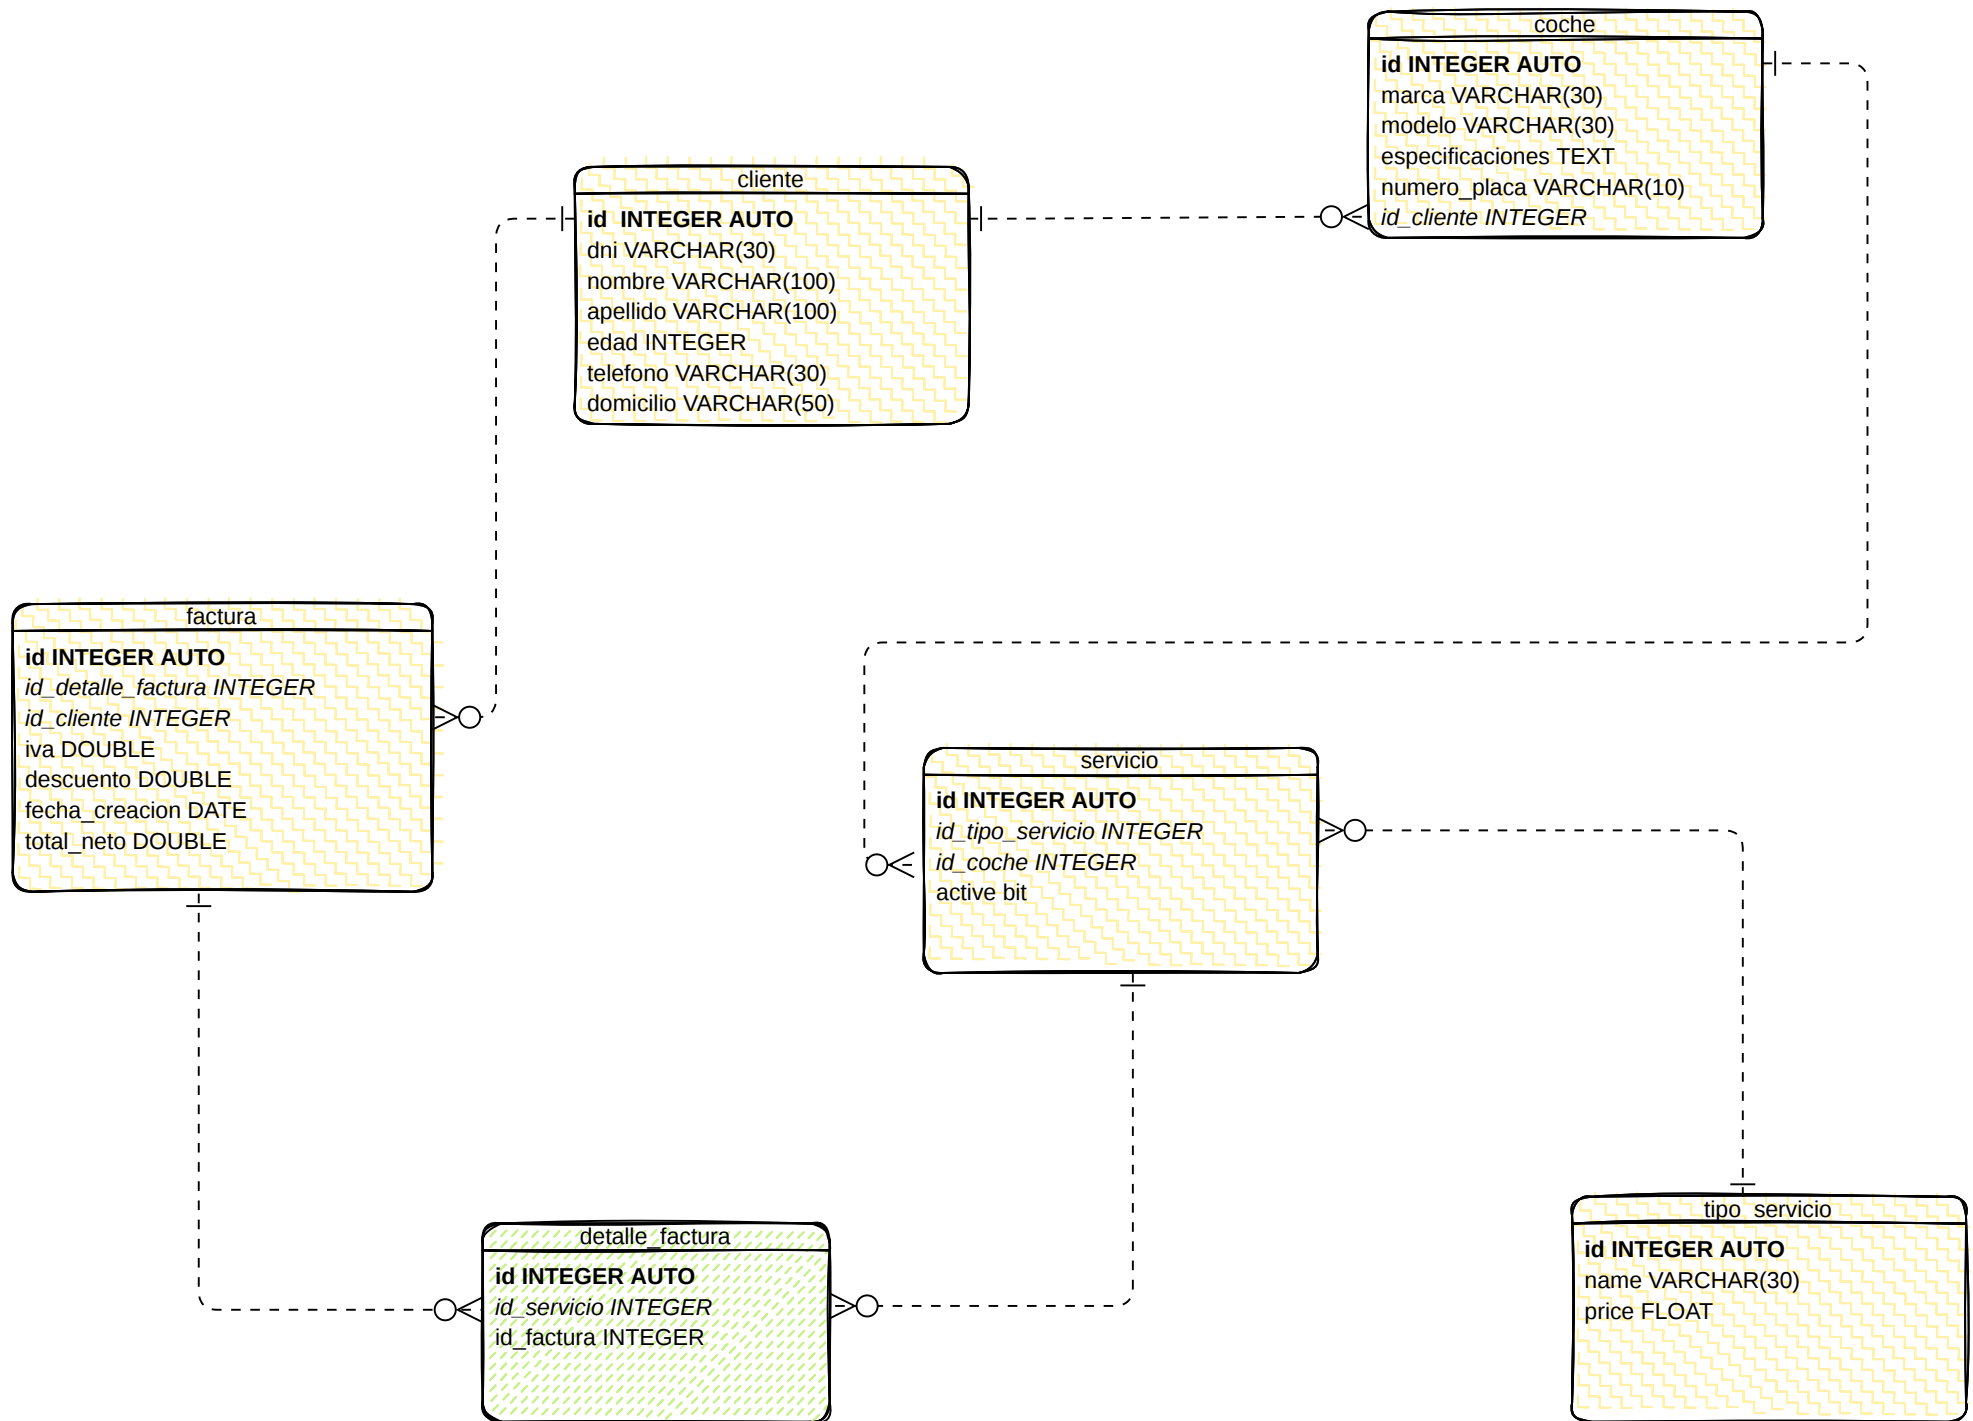 coche
id INTEGER AUTO
marca VARCHAR(30)
modelo VARCHAR(30)
especificaciones TEXT
numero_placa VARCHAR(10)
id_cliente INTEGER
cliente
id  INTEGER AUTO
dni VARCHAR(30)
nombre VARCHAR(100)
apellido VARCHAR(100)
edad INTEGER
telefono VARCHAR(30)
domicilio VARCHAR(50)
factura
id INTEGER AUTO
id_detalle_factura INTEGER
id_cliente INTEGER
iva DOUBLE
descuento DOUBLE
fecha_creacion DATE
total_neto DOUBLE
servicio
id INTEGER AUTO
id_tipo_servicio INTEGER
id_coche INTEGER
active bit
detalle_factura
id INTEGER AUTO
id_servicio INTEGER
id_factura INTEGER
tipo_servicio
id INTEGER AUTO
name VARCHAR(30)
price FLOAT